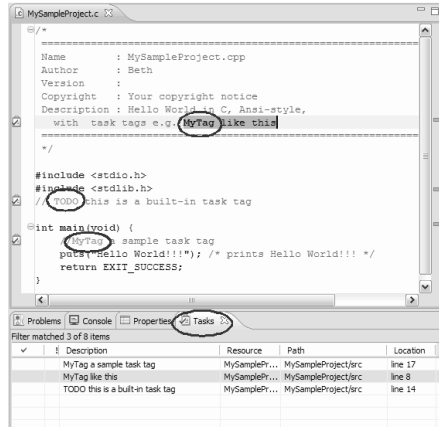 MySampleProject.c
/*
============================================================
Name : MySampleProject.cpp
Author : Beth
Version :
Copyright : Your copyright notice
Description : Hello World in C, Ansi-style,
with task tags e.g. MyTag like this
============================================================
*/
#include <stdio.h>
#include <stdlib.h>
// TODO this is a built-in task tag
int main(void) {
//MyTag a sample task tag
puts("Hello World!!!"); /* prints Hello World!!! */
return EXIT_SUCCESS;
}
Problems Console Properties Tasks
Filter matched 3 of 8 items
! Description Resource Path Location
MyTag a sample task tag MySamplePr... MySampleProject/src line 17
MyTag like this MySamplePr... MySampleProject/src line 8
TODO this is a built-in task tag MySamplePr... MySampleProject/src line 14